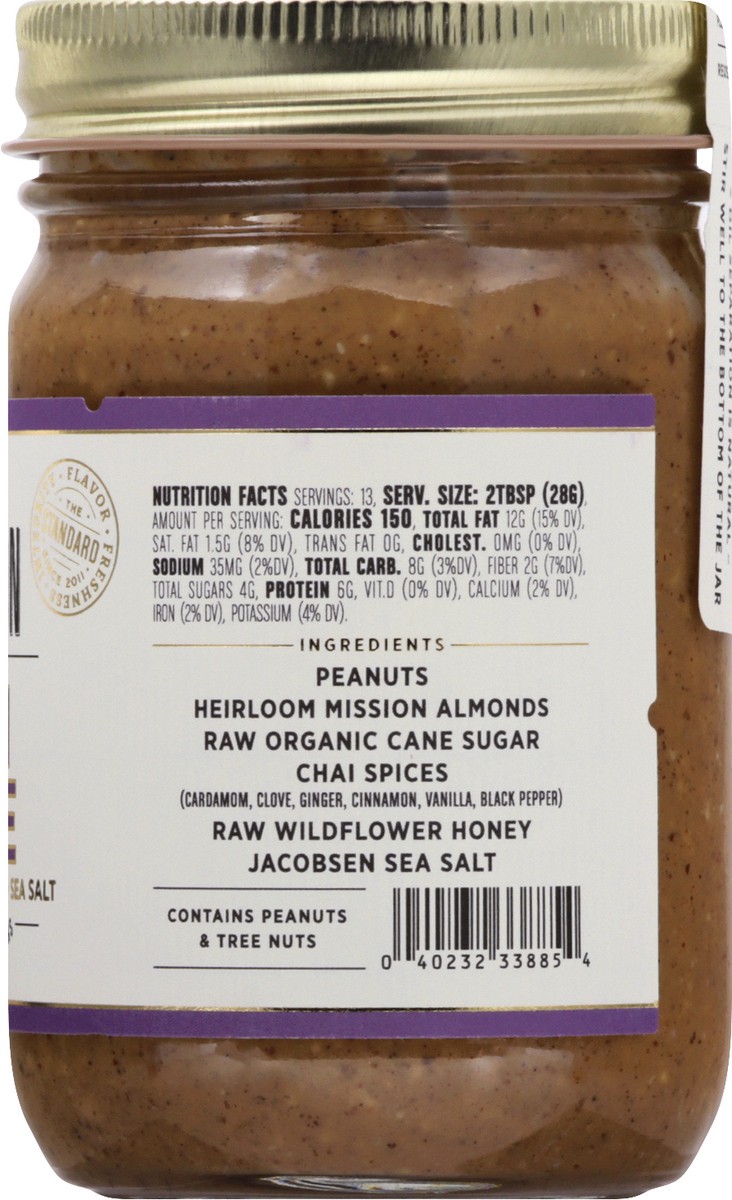 FLAVOR
THE
STANDARD
SINCE 2011
FRESHNESS
N
E
SEA SALT
NUTRITION FACTS SERVINGS: 13, SERV. SIZE: 2TBSP (28G),
AMOUNT PER SERVING: CALORIES 150, TOTAL FAT 12G (15% DV),
SAT. FAT 1.5G (8% DV), TRANS FAT 0G, CHOLEST. 0MG (0% DV),
SODIUM 35MG (2%DV), TOTAL CARB. 8G (3%DV), FIBER 2G (7%DV),
TOTAL SUGARS 4G, PROTEIN 6G, VIT.D (0% DV), CALCIUM (2% DV),
IRON (2% DV), POTASSIUM (4% DV).
INGREDIENTS
PEANUTS
HEIRLOOM MISSION ALMONDS
RAW ORGANIC CANE SUGAR
CHAI SPICES
(CARDAMOM, CLOVE, GINGER, CINNAMON, VANILLA, BLACK PEPPER)
RAW WILDFLOWER HONEY
JACOBSEN SEA SALT
CONTAINS PEANUTS
& TREE NUTS
0 40232 33885 4
SEPARATION IS NATURAL
STIR WELL TO THE BOTTOM OF THE JAR